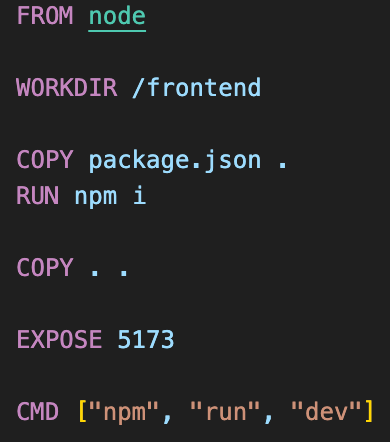 FROM node
WORKDIR /frontend
COPY package.json .
RUN npm i
COPY . .
EXPOSE 5173
CMD ["npm", "run", "dev"]